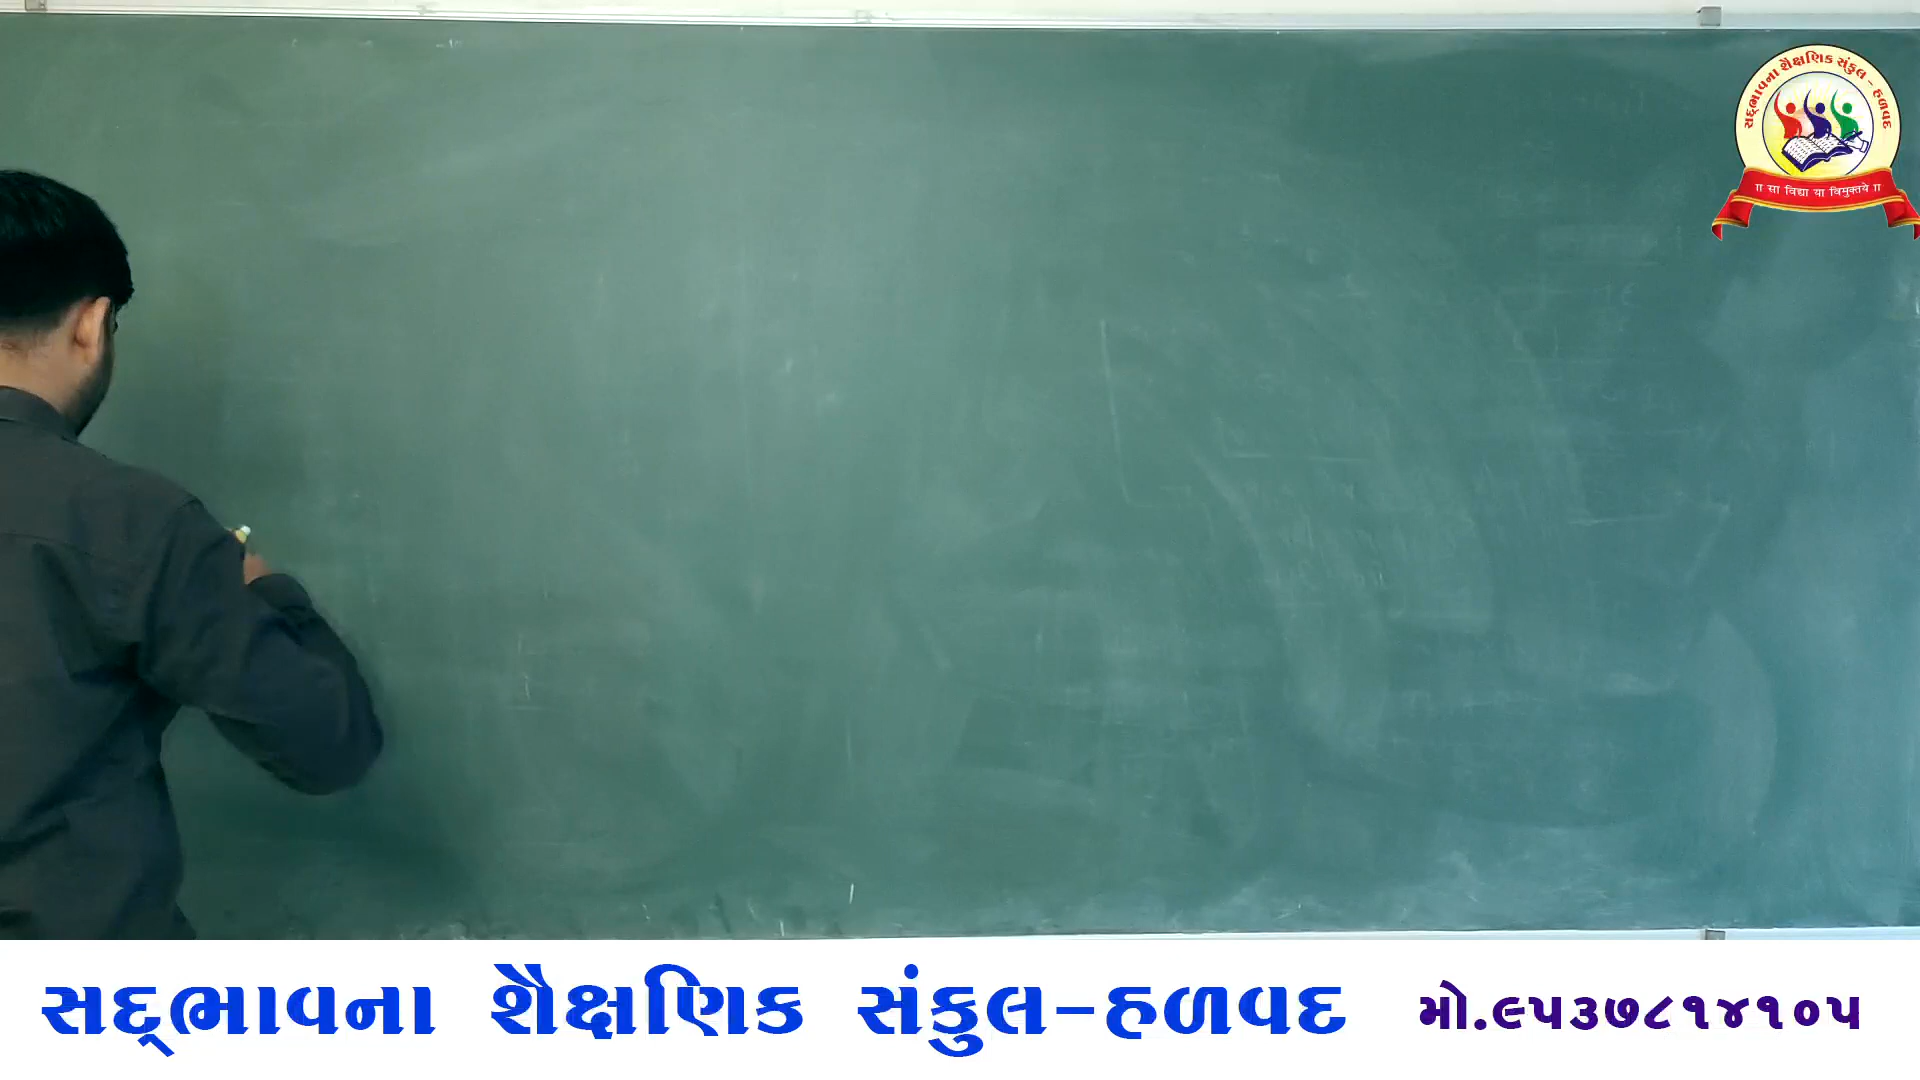 સદ્‌ભાવના શૈક્ષણિક સંકુલ - હળવદ
॥ सा विद्या या विमुक्तये ॥
સદ્‌ભાવના શૈક્ષણિક સંકુલ-હળવદ મો.૯૫૩૭૮૧૪૧૦૫